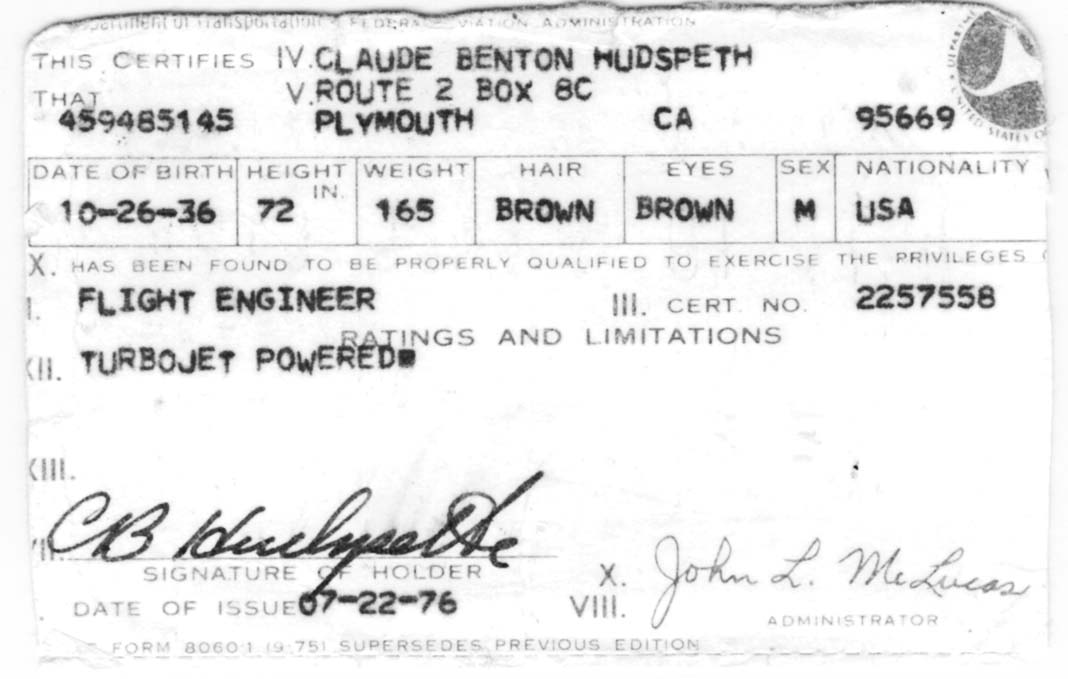 Department of Transportation - FEDERAL AVIATION ADMINISTRATION
THIS CERTIFIES IV. CLAUDE BENTON HUDSPETH
THAT V. ROUTE 2 BOX 8C
459485145 PLYMOUTH CA 95669
UNITED STATES
DATE OF BIRTH HEIGHT IN. WEIGHT HAIR EYES SEX NATIONALITY
10-26-36 72 165 BROWN BROWN M USA
X. HAS BEEN FOUND TO BE PROPERLY QUALIFIED TO EXERCISE THE PRIVILEGES
I. FLIGHT ENGINEER III. CERT. NO. 2257558
RATINGS AND LIMITATIONS
XII. TURBOJET POWERED
XIII.
CB Hudspeth
SIGNATURE OF HOLDER X. John L. McLucas
DATE OF ISSUE 07-22-76 VIII. ADMINISTRATOR
FORM 8060-1 (9-75) SUPERSEDES PREVIOUS EDITION